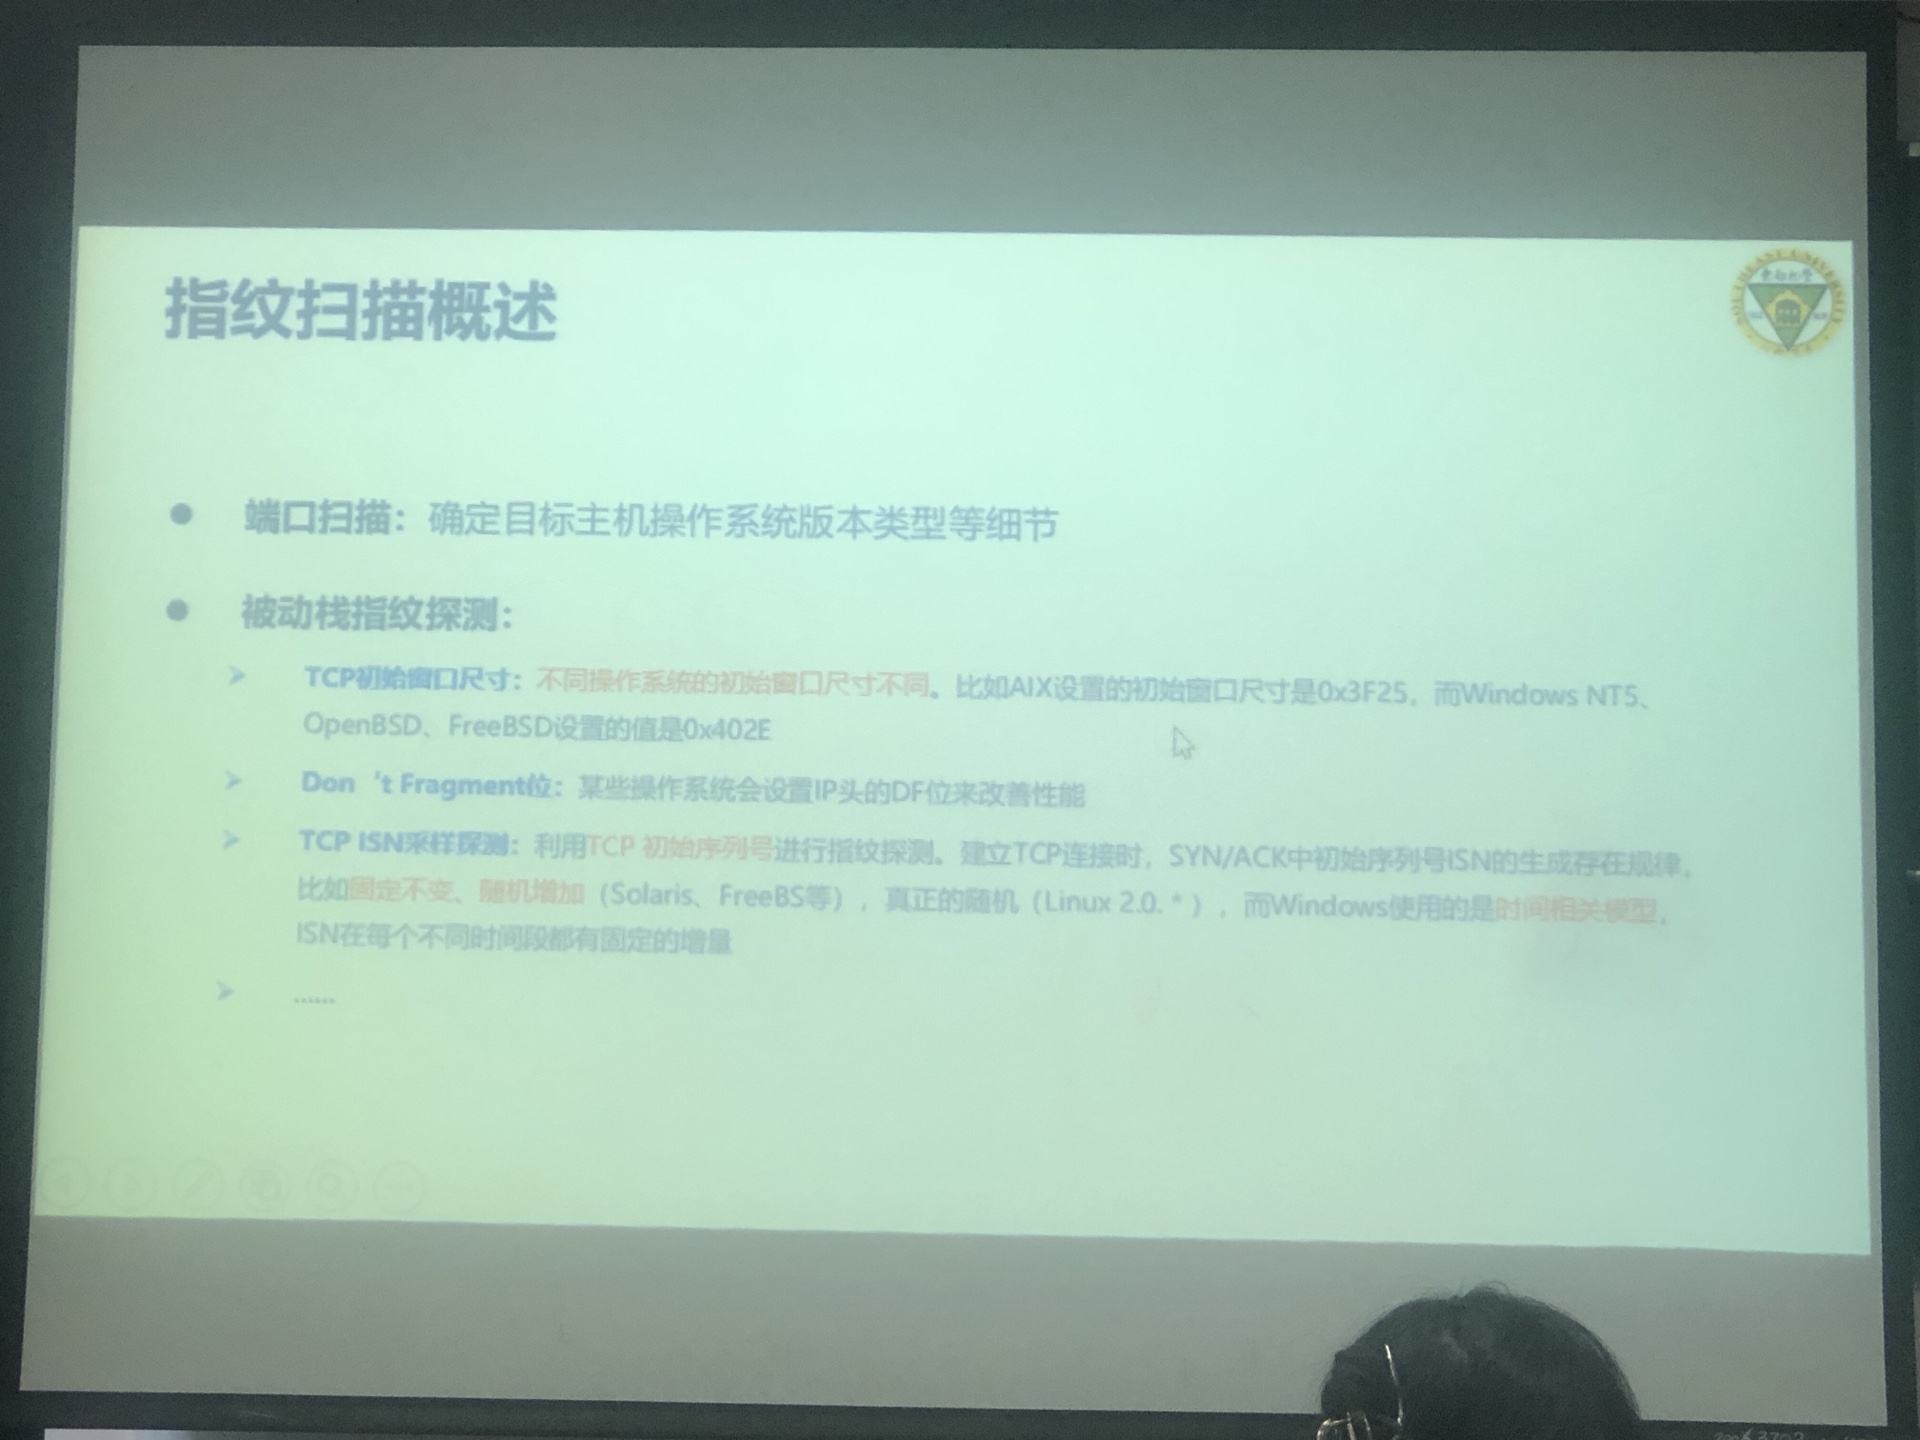 指纹扫描概述
东南大学
端口扫描：确定目标主机操作系统版本类型等细节
被动栈指纹探测：
TCP初始窗口尺寸：不同操作系统的初始窗口尺寸不同。比如AIX设置的初始窗口尺寸是0x3F25，而Windows NT5、
OpenBSD、FreeBSD设置的值是0x402E
Don‘t Fragment位：某些操作系统会设置IP头的DF位来改善性能
TCP ISN采样探测：利用TCP 初始序列号进行指纹探测。建立TCP连接时，SYN/ACK中初始序列号ISN的生成存在规律，
比如固定不变、随机增加（Solaris、FreeBS等），真正的随机（Linux 2.0. *），而Windows使用的是时间相关模型，
ISN在每个不同时间段都有固定的增量
……